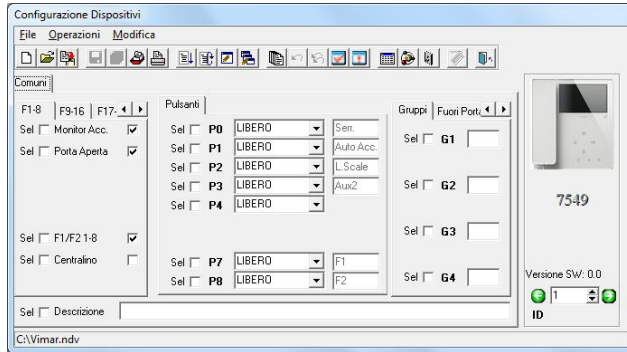 Configurazione Dispositivi
File Operazioni Modifica
Comuni
F1-8 F9-16 F17-
Sel Monitor Acc.
Sel Porta Aperta
Sel F1/F2 1-8
Sel Centralino
Pulsanti
Sel P0 LIBERO Serr.
Sel P1 LIBERO Auto Acc.
Sel P2 LIBERO L.Scale
Sel P3 LIBERO Aux2
Sel P4 LIBERO
Sel P7 LIBERO F1
Sel P8 LIBERO F2
Gruppi Fuori Porta
Sel G1
Sel G2
Sel G3
Sel G4
7549
Versione SW: 0.0
1
ID
Sel Descrizione
C:\Vimar.ndv